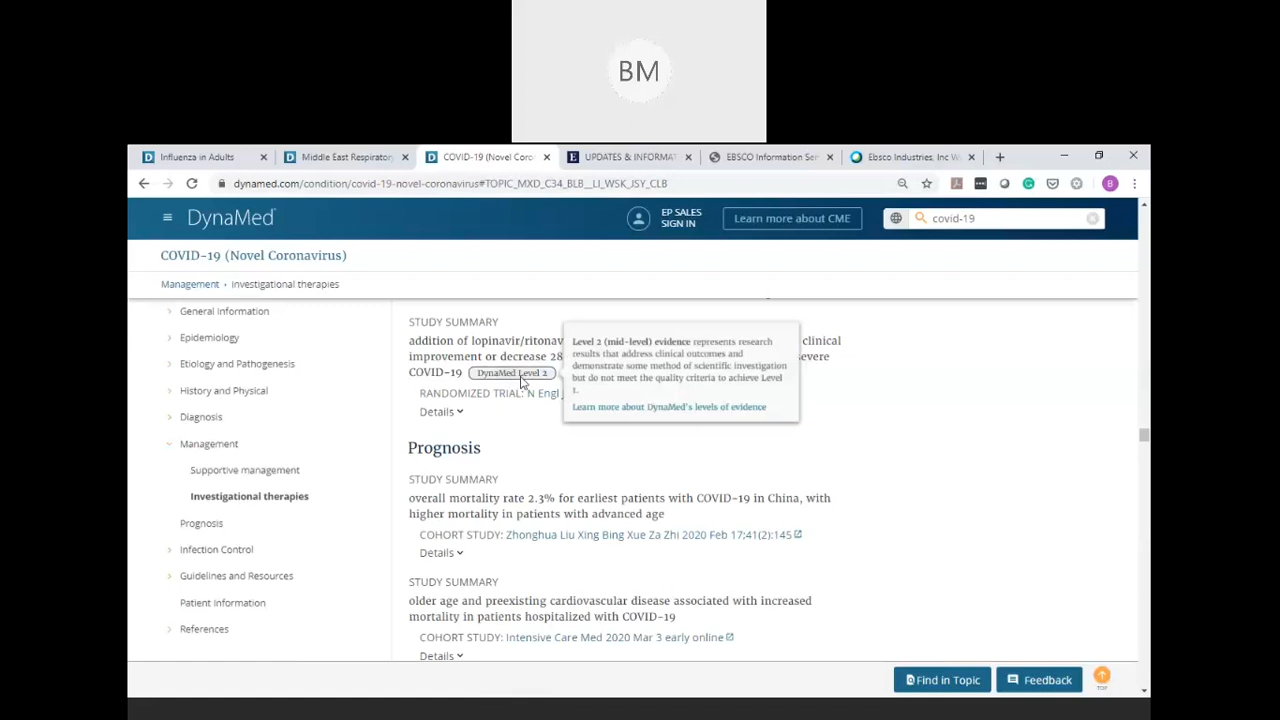 BM
Influenza in Adults
Middle East Respiratory
COVID-19 (Novel Coro
UPDATES & INFORMAT
EBSCO Information Ser
Ebsco Industries, Inc W
dynamed.com/condition/covid-19-novel-coronavirus#TOPIC_MXD_C34_BLB__LI_WSK_JSY_CLB
B
DynaMed
EP SALES
SIGN IN
Learn more about CME
covid-19
COVID-19 (Novel Coronavirus)
Management › investigational therapies
General Information
Epidemiology
Etiology and Pathogenesis
History and Physical
Diagnosis
Management
Supportive management
Investigational therapies
Prognosis
Infection Control
Guidelines and Resources
Patient Information
References
STUDY SUMMARY
addition of lopinavir/ritonav clinical
improvement or decrease 28 severe
COVID-19 DynaMed Level 2
RANDOMIZED TRIAL: N Engl J
Details
Level 2 (mid-level) evidence represents research
results that address clinical outcomes and
demonstrate some method of scientific investigation
but do not meet the quality criteria to achieve Level
1.
Learn more about DynaMed's levels of evidence
Prognosis
STUDY SUMMARY
overall mortality rate 2.3% for earliest patients with COVID-19 in China, with
higher mortality in patients with advanced age
COHORT STUDY: Zhonghua Liu Xing Bing Xue Za Zhi 2020 Feb 17;41(2):145
Details
STUDY SUMMARY
older age and preexisting cardiovascular disease associated with increased
mortality in patients hospitalized with COVID-19
COHORT STUDY: Intensive Care Med 2020 Mar 3 early online
Details
Find in Topic
Feedback
TOP